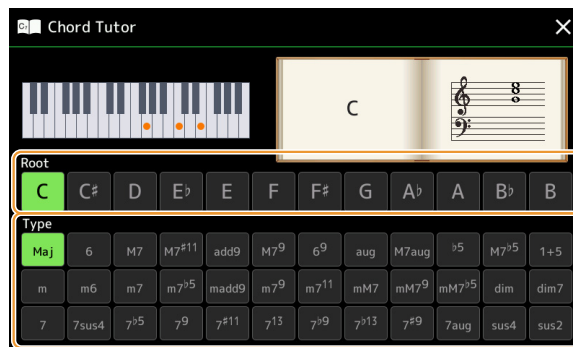 C7 Chord Tutor
C
Root
C C♯ D E♭ E F F♯ G A♭ A B♭ B
Type
Maj 6 M7 M7♯11 add9 M7⁹ 6⁹ aug M7aug ♭5 M7♭5 1+5
m m6 m7 m7♭5 madd9 m7⁹ m7¹¹ mM7 mM7⁹ mM7♭5 dim dim7
7 7sus4 7♭5 7⁹ 7♯11 7¹³ 7♭9 7♭13 7♯9 7aug sus4 sus2